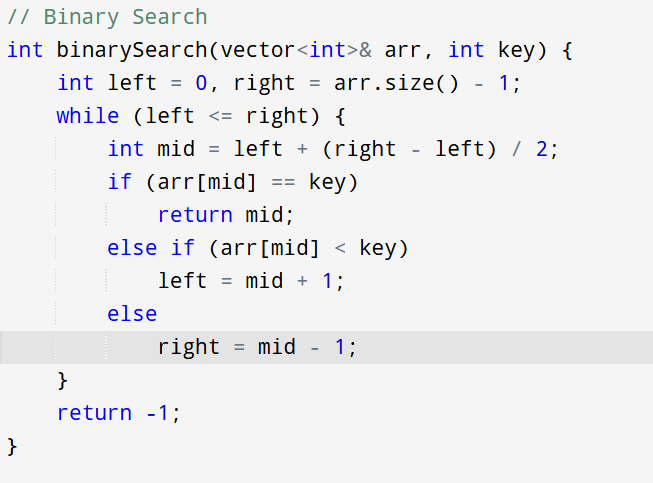 // Binary Search
int binarySearch(vector<int>& arr, int key) {
    int left = 0, right = arr.size() - 1;
    while (left <= right) {
        int mid = left + (right - left) / 2;
        if (arr[mid] == key)
            return mid;
        else if (arr[mid] < key)
            left = mid + 1;
        else
            right = mid - 1;
    }
    return -1;
}